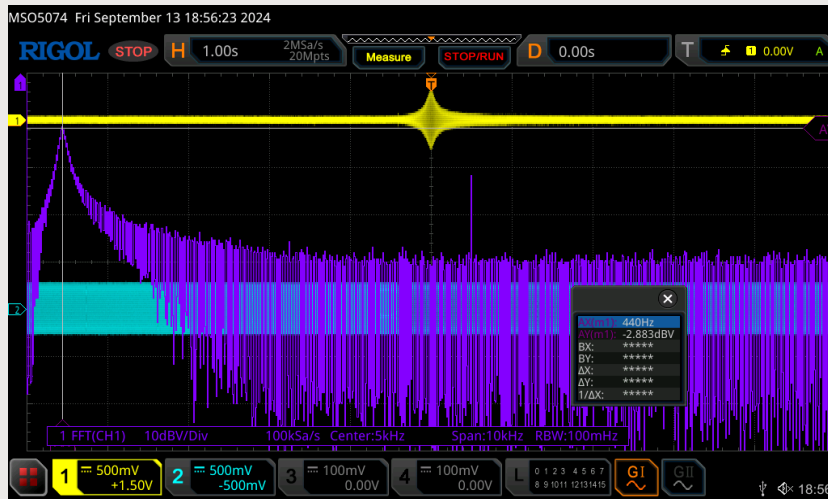 MSO5074 Fri September 13 18:56:23 2024
RIGOL STOP H 1.00s 2MSa/s 20Mpts Measure STOP/RUN D 0.00s T 1 0.00V A
T
1
1
A
2
AX(m1): 440Hz
AY(m1): -2.883dBV
BX: *****
BY: *****
ΔX: *****
ΔY: *****
1/ΔX: *****
1 FFT(CH1) 10dBV/Div 100kSa/s Center:5kHz Span:10kHz RBW:100mHz
1 500mV +1.50V
2 500mV -500mV
3 100mV 0.00V
4 100mV 0.00V
L 0 1 2 3 4 5 6 7
8 9 10 11 12 13 14 15
GI GII
18:56